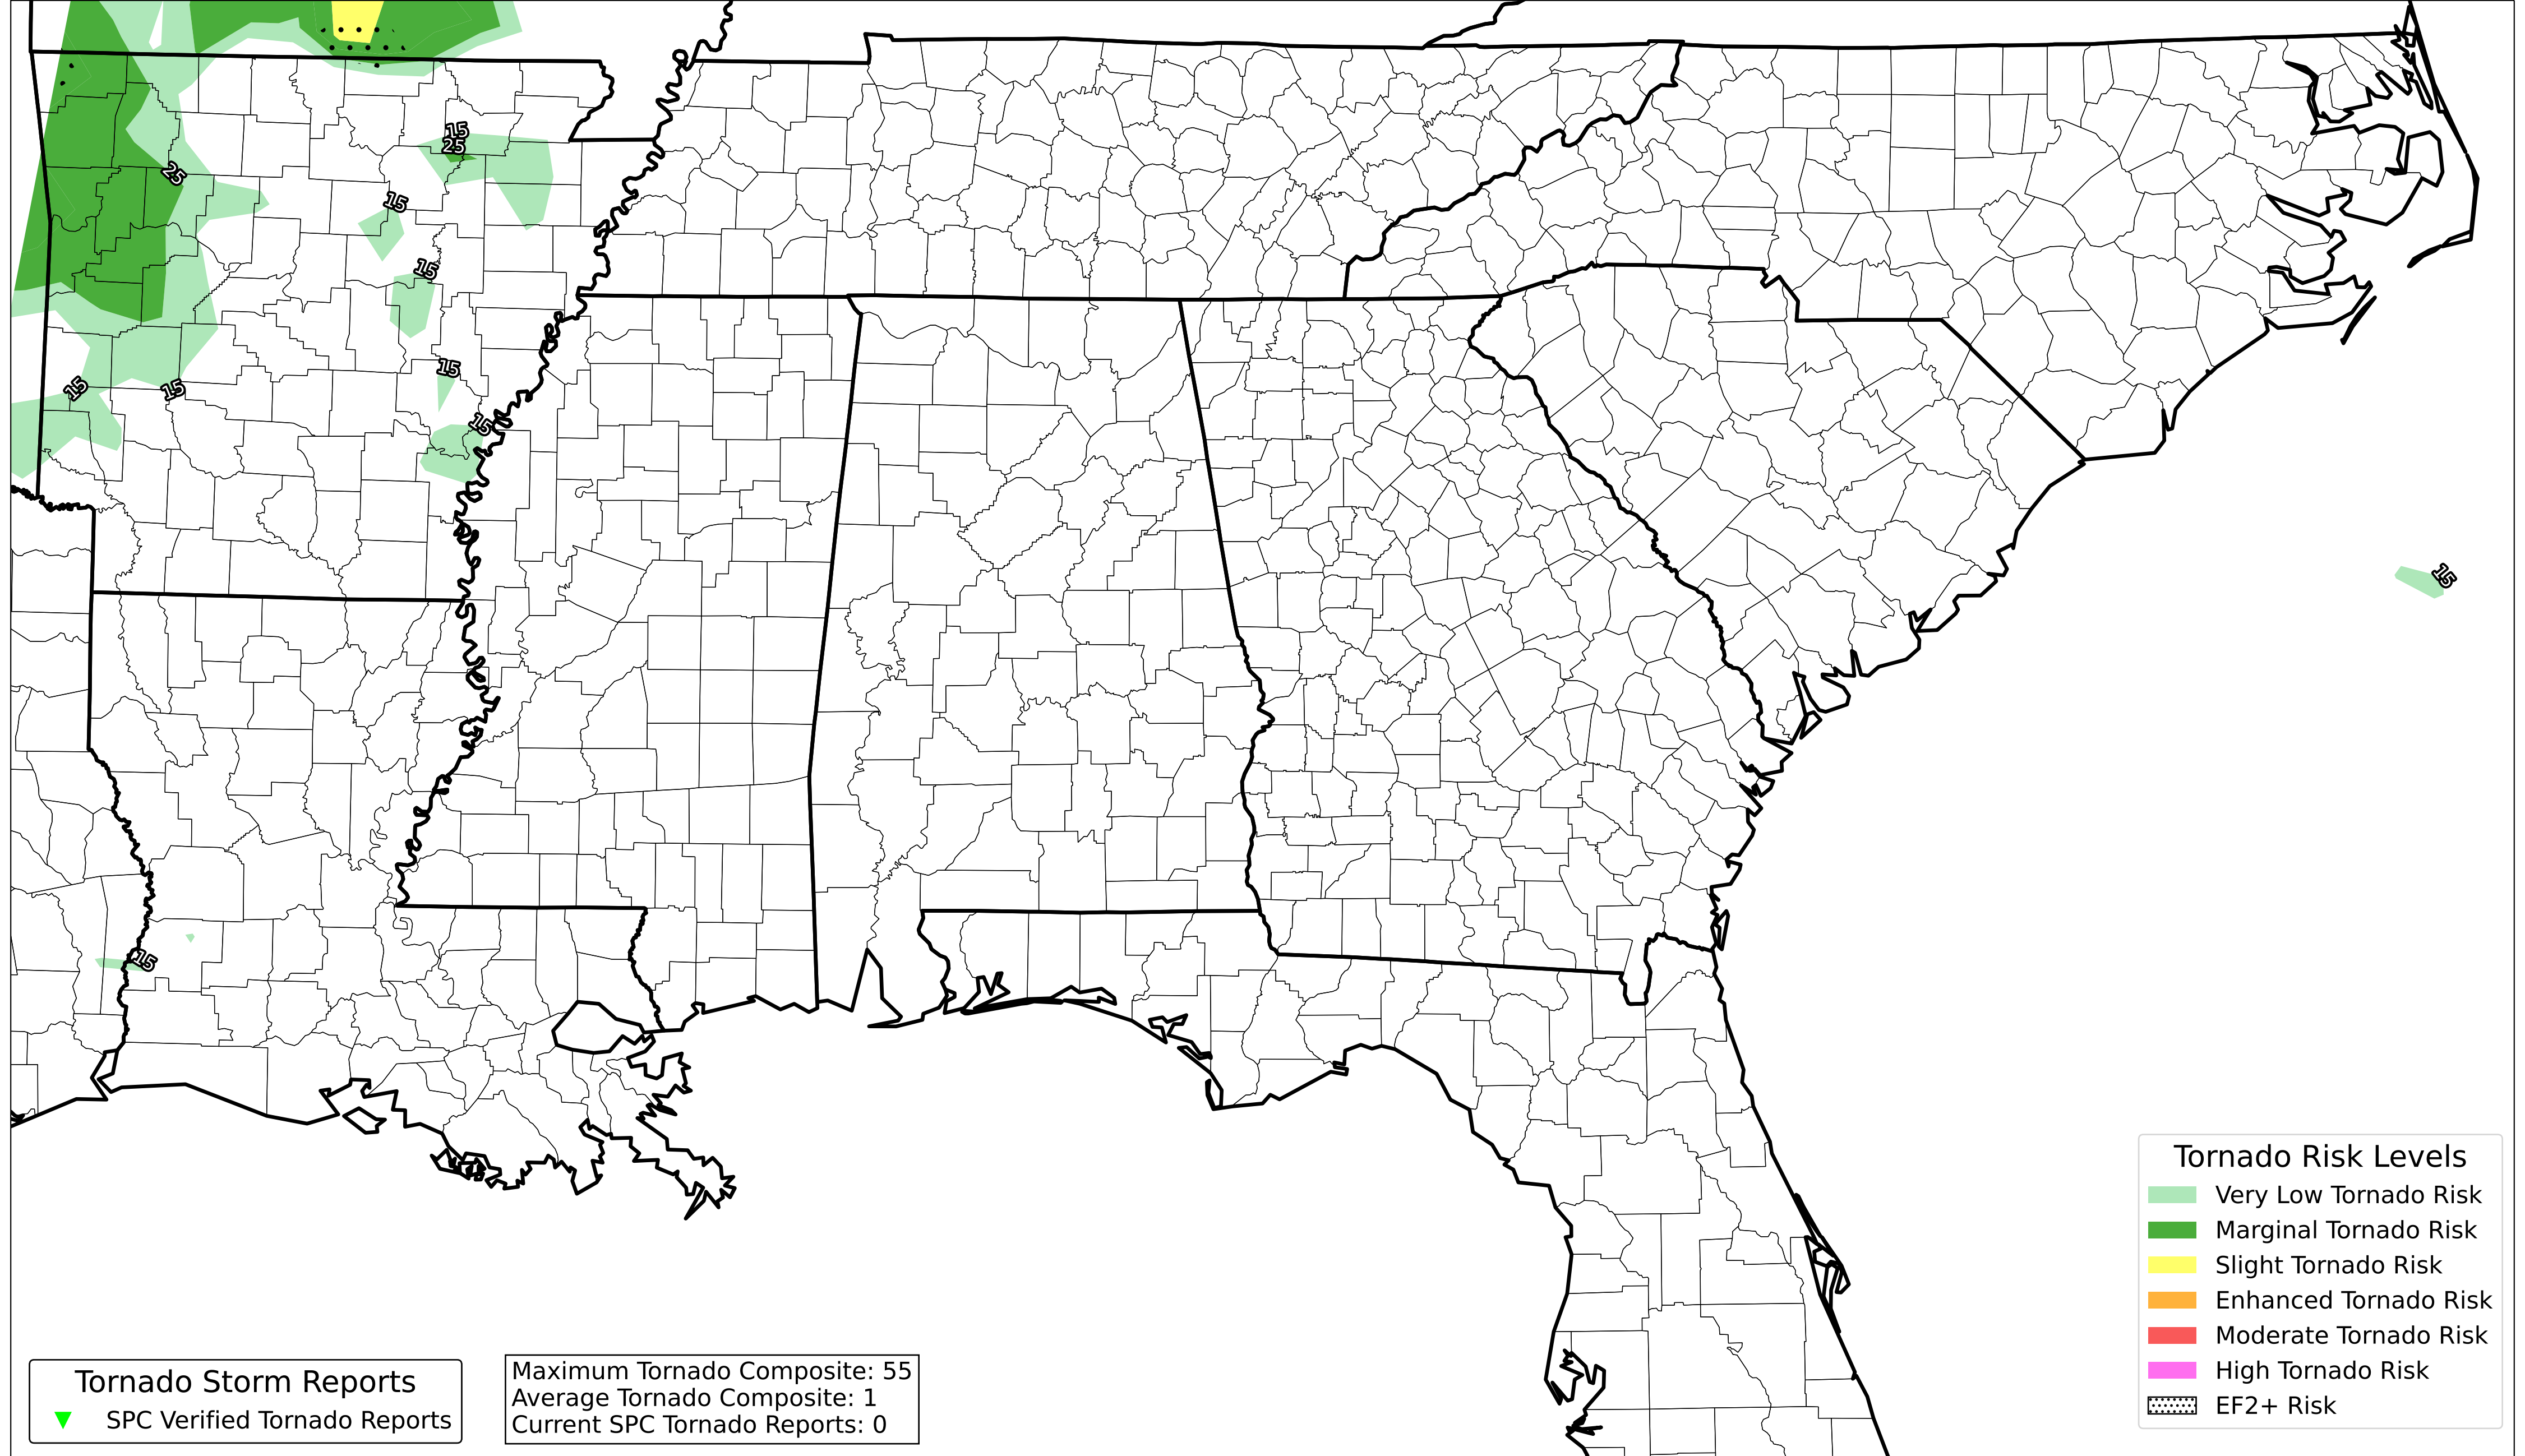 15
25
25
15
15
15
15
15
15
15
15
Tornado Risk Levels
Very Low Tornado Risk
Marginal Tornado Risk
Slight Tornado Risk
Enhanced Tornado Risk
Moderate Tornado Risk
High Tornado Risk
EF2+ Risk
Tornado Storm Reports
SPC Verified Tornado Reports
Maximum Tornado Composite: 55
Average Tornado Composite: 1
Current SPC Tornado Reports: 0